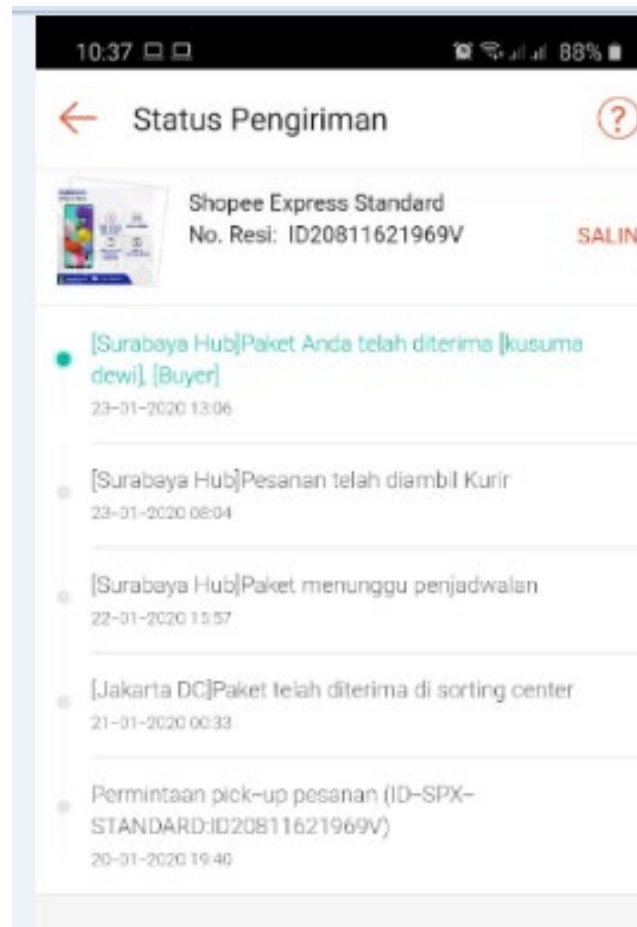 10:37
88%
Status Pengiriman
?
Shopee Express Standard
No. Resi: ID20811621969V
SALIN
[Surabaya Hub]Paket Anda telah diterima [kusuma
dewi], [Buyer]
23-01-2020 13:06
[Surabaya Hub]Pesanan telah diambil Kurir
23-01-2020 08:04
[Surabaya Hub]Paket menunggu penjadwalan
22-01-2020 15:57
[Jakarta DC]Paket telah diterima di sorting center
21-01-2020 00:33
Permintaan pick-up pesanan (ID-SPX-
STANDARD:ID20811621969V)
20-01-2020 19:40